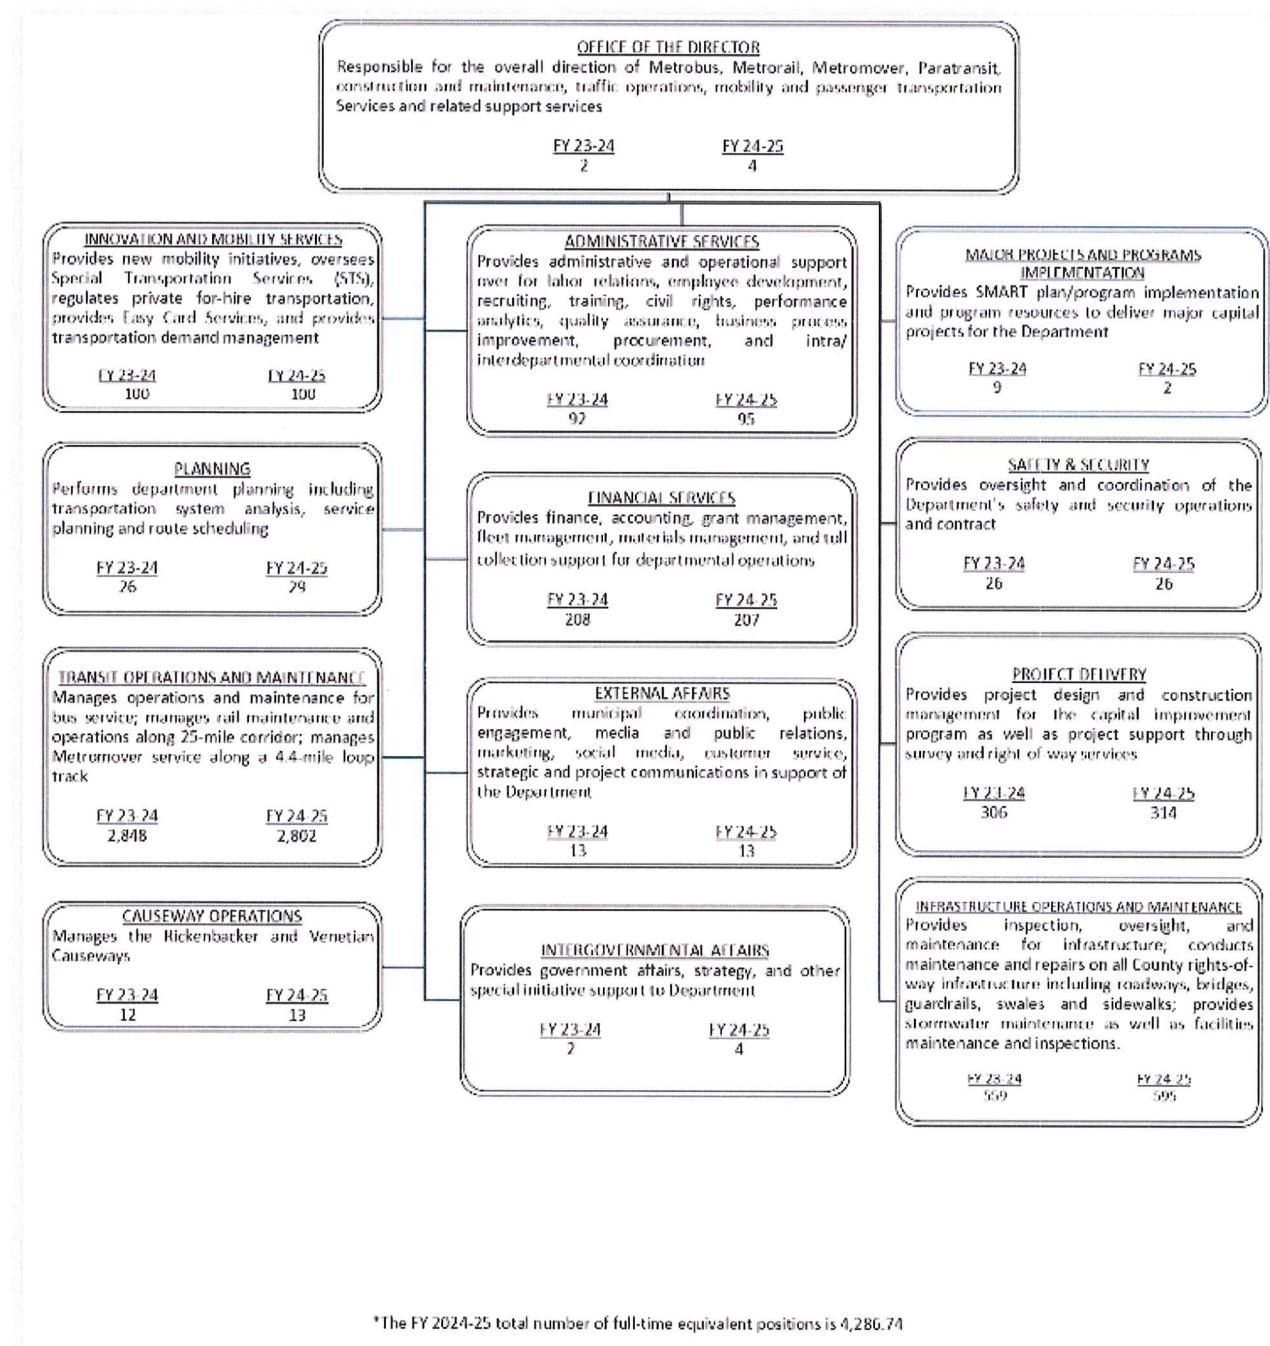 OFFICE OF THE DIRECTOR
Responsible for the overall direction of Metrobus, Metrorail, Metromover, Paratransit,
construction and maintenance, traffic operations, mobility and passenger transportation
Services and related support services
FY 23-24 FY 24-25
2 4
INNOVATION AND MOBILITY SERVICES
Provides new mobility initiatives, oversees
Special Transportation Services (STS),
regulates private for-hire transportation,
provides Easy Card Services, and provides
transportation demand management
FY 23-24 FY 24-25
100 100
PLANNING
Performs department planning including
transportation system analysis, service
planning and route scheduling
FY 23-24 FY 24-25
26 29
TRANSIT OPERATIONS AND MAINTENANCE
Manages operations and maintenance for
bus service; manages rail maintenance and
operations along 25-mile corridor; manages
Metromover service along a 4.4-mile loop
track
FY 23-24 FY 24-25
2,848 2,802
CAUSEWAY OPERATIONS
Manages the Rickenbacker and Venetian
Causeways
FY 23-24 FY 24-25
12 13
ADMINISTRATIVE SERVICES
Provides administrative and operational support
over for labor relations, employee development,
recruiting, training, civil rights, performance
analytics, quality assurance, business process
improvement, procurement, and intra/
interdepartmental coordination
FY 23-24 FY 24-25
92 95
FINANCIAL SERVICES
Provides finance, accounting, grant management,
fleet management, materials management, and toll
collection support for departmental operations
FY 23-24 FY 24-25
208 207
EXTERNAL AFFAIRS
Provides municipal coordination, public
engagement, media and public relations,
marketing, social media, customer service,
strategic and project communications in support of
the Department
FY 23-24 FY 24-25
13 13
INTERGOVERNMENTAL AFFAIRS
Provides government affairs, strategy, and other
special initiative support to Department
FY 23-24 FY 24-25
2 4
MAJOR PROJECTS AND PROGRAMS
IMPLEMENTATION
Provides SMART plan/program implementation
and program resources to deliver major capital
projects for the Department
FY 23-24 FY 24-25
9 2
SAFETY & SECURITY
Provides oversight and coordination of the
Department's safety and security operations
and contract
FY 23-24 FY 24-25
26 26
PROJECT DELIVERY
Provides project design and construction
management for the capital improvement
program as well as project support through
survey and right-of-way services
FY 23-24 FY 24-25
306 314
INFRASTRUCTURE OPERATIONS AND MAINTENANCE
Provides inspection, oversight, and
maintenance for infrastructure; conducts
maintenance and repairs on all County rights-of-
way infrastructure including roadways, bridges,
guardrails, swales and sidewalks; provides
stormwater maintenance as well as facilities
maintenance and inspections.
FY 23-24 FY 24-25
559 595
*The FY 2024-25 total number of full-time equivalent positions is 4,286.74